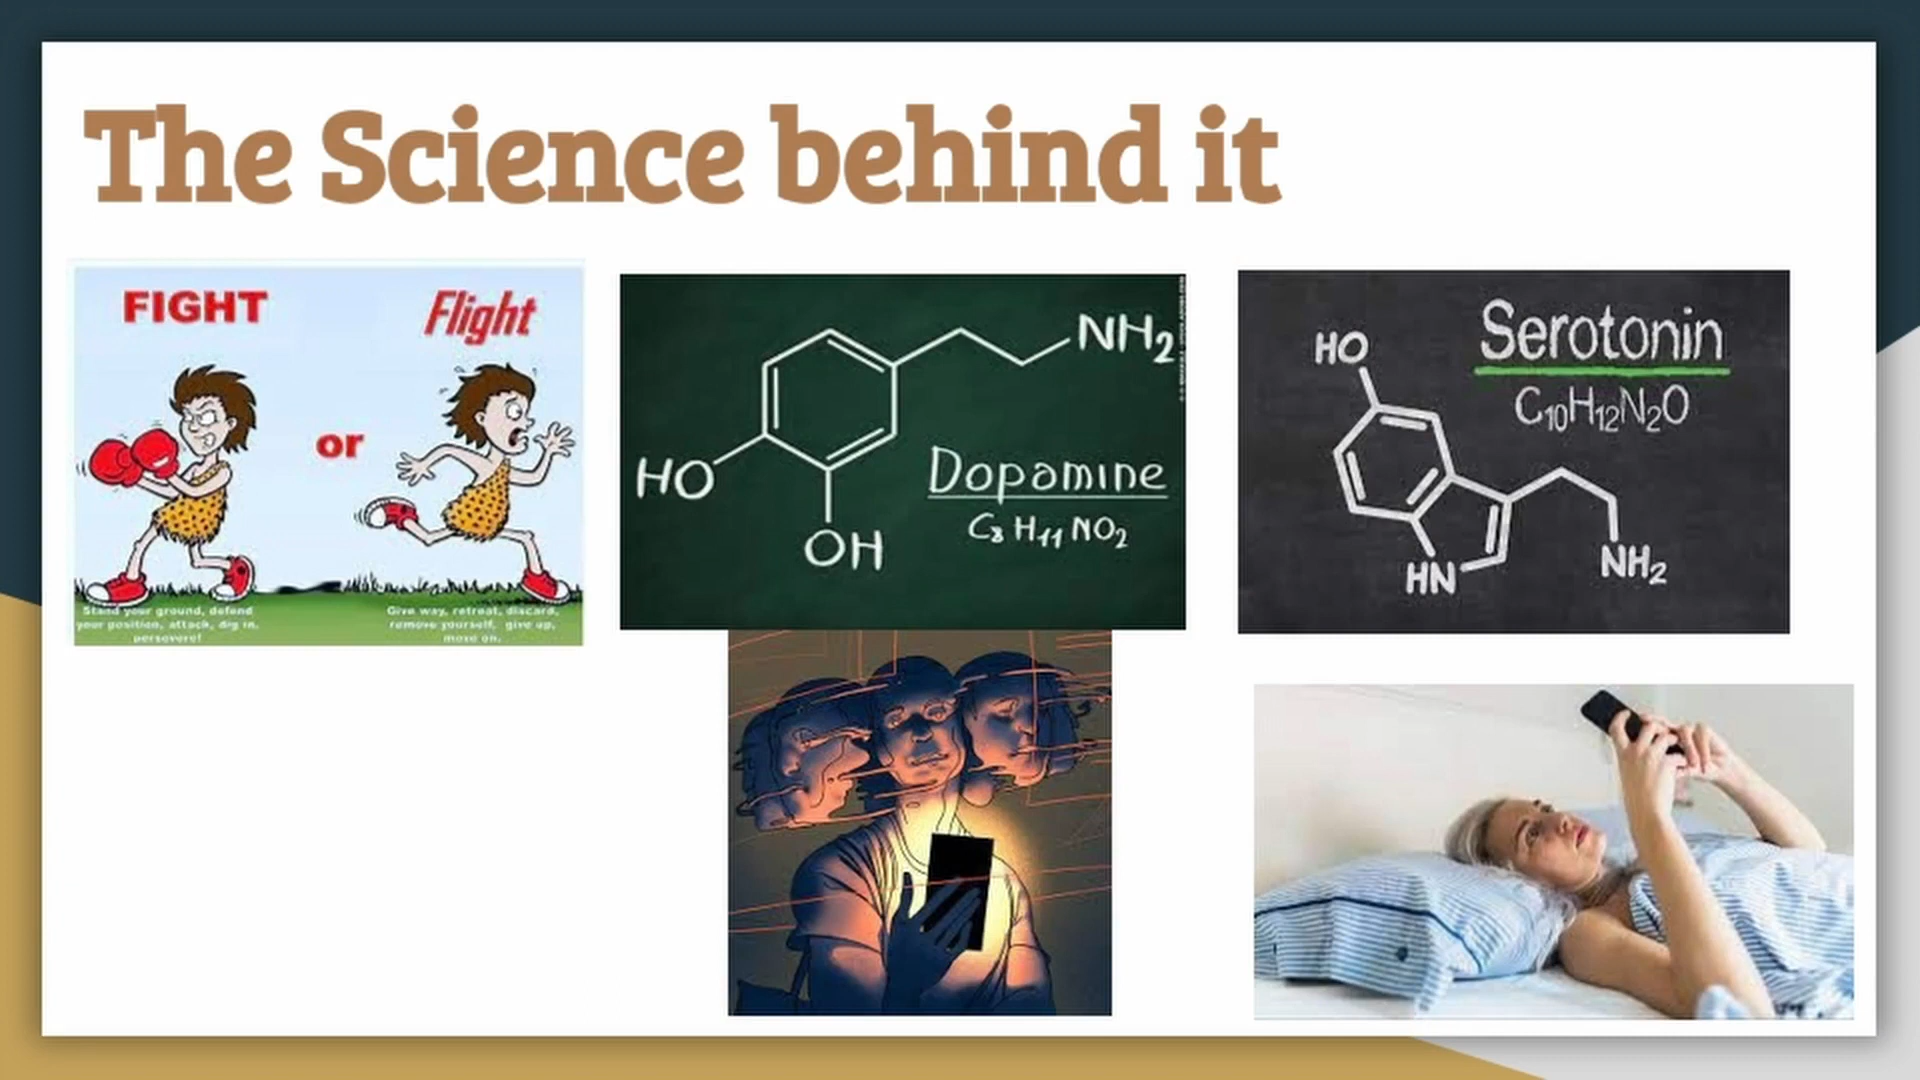 The Science behind it
FIGHT
Flight
or
Stand your ground, defend
your position, attack, dig in,
persevere!
Give way, retreat, discard,
remove yourself, give up,
move on.
NH2
HO
OH
Dopamine
C8H11NO2
Serotonin
C10H12N2O
HO
HN
NH2